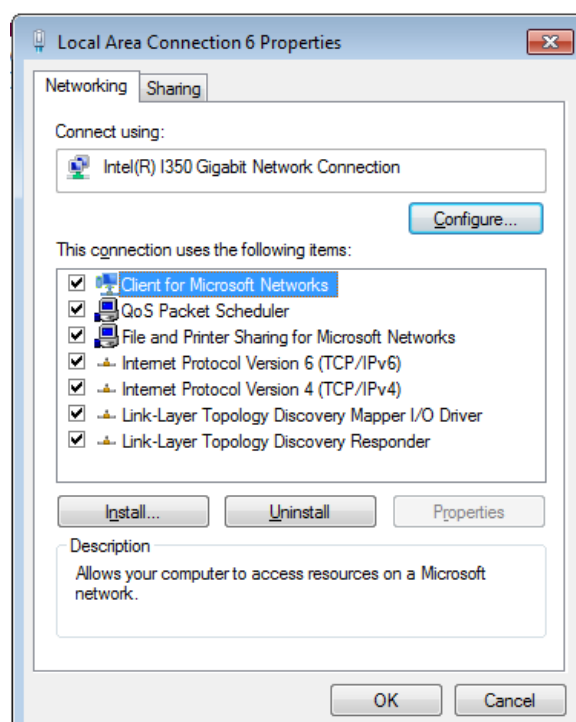 Local Area Connection 6 Properties
Networking
Sharing
Connect using:
Intel(R) I350 Gigabit Network Connection
Configure...
This connection uses the following items:
Client for Microsoft Networks
QoS Packet Scheduler
File and Printer Sharing for Microsoft Networks
Internet Protocol Version 6 (TCP/IPv6)
Internet Protocol Version 4 (TCP/IPv4)
Link-Layer Topology Discovery Mapper I/O Driver
Link-Layer Topology Discovery Responder
Install...
Uninstall
Properties
Description
Allows your computer to access resources on a Microsoft
network.
OK
Cancel